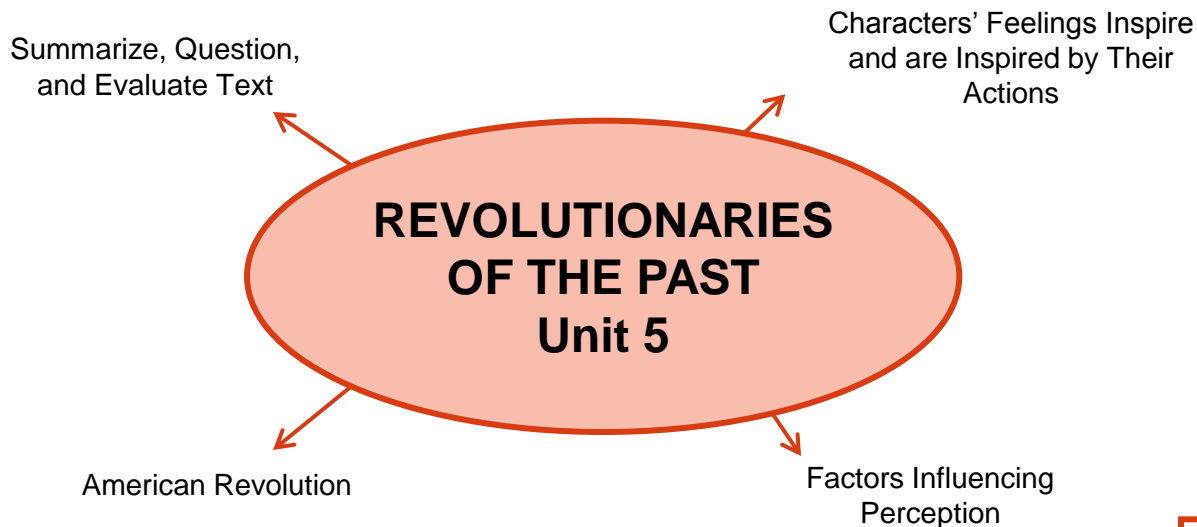 Summarize, Question,
and Evaluate Text
Characters’ Feelings Inspire
and are Inspired by Their
Actions
REVOLUTIONARIES
OF THE PAST
Unit 5
American Revolution
Factors Influencing
Perception